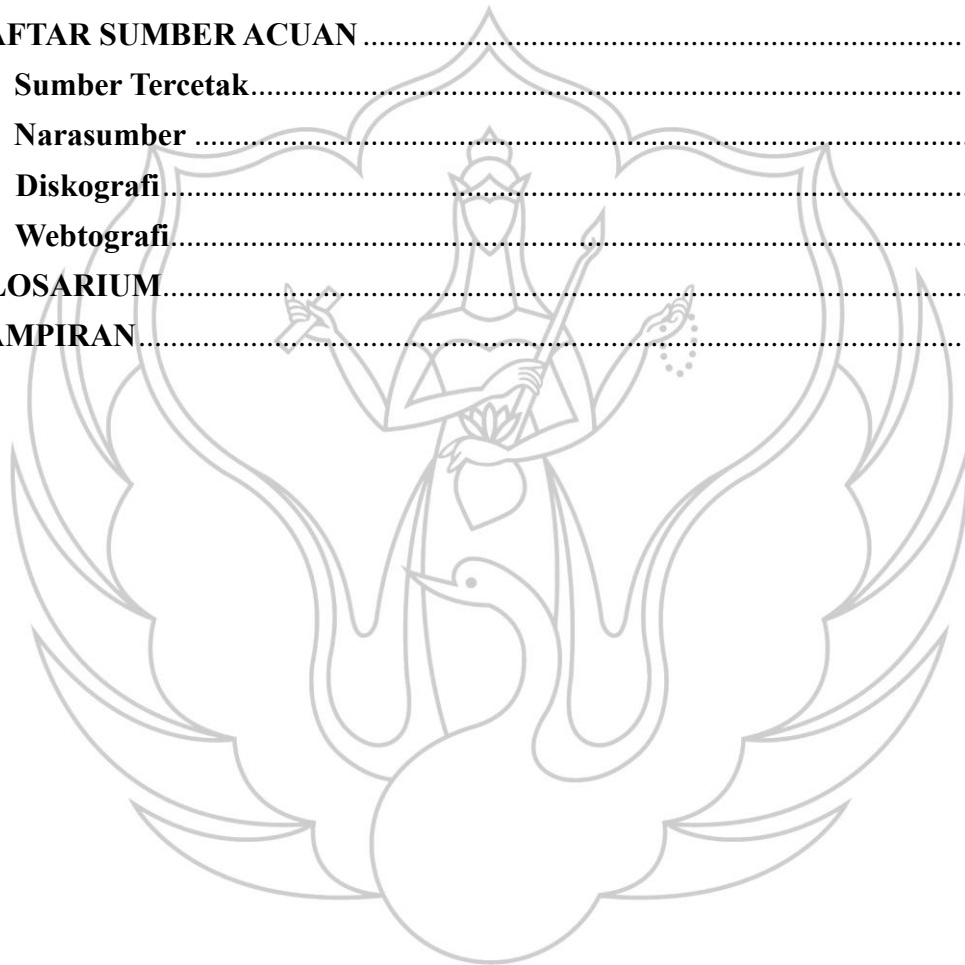 AFTAR SUMBER ACUAN................................................................................
Sumber Tercetak................................................................................
Narasumber ................................................................................
Diskografi................................................................................
Webtografi................................................................................
LOSARIUM................................................................................
AMPIRAN................................................................................